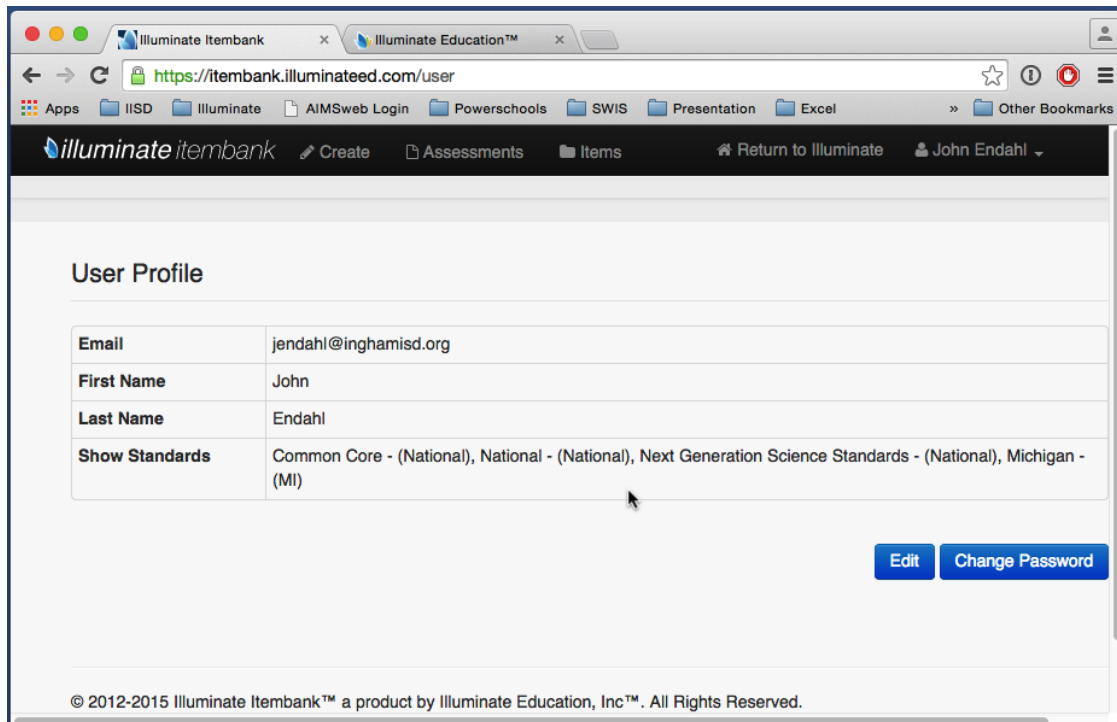 Illuminate Itembank
Illuminate Education™
https://itembank.illuminateed.com/user
Apps IISD Illuminate AIMSweb Login Powerschools SWIS Presentation Excel » Other Bookmarks
illuminate itembank Create Assessments Items Return to Illuminate John Endahl
User Profile
Email jendahl@inghamisd.org
First Name John
Last Name Endahl
Show Standards Common Core - (National), National - (National), Next Generation Science Standards - (National), Michigan -
(MI)
Edit Change Password
© 2012-2015 Illuminate Itembank™ a product by Illuminate Education, Inc™. All Rights Reserved.